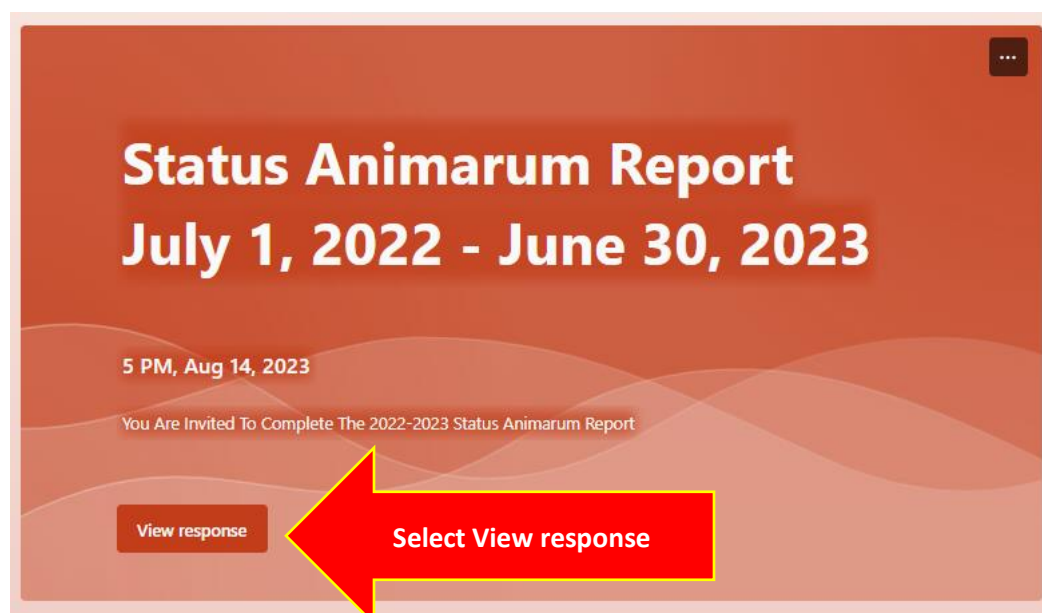 ...
Status Animarum Report
July 1, 2022 - June 30, 2023
5 PM, Aug 14, 2023
You Are Invited To Complete The 2022-2023 Status Animarum Report
View response
Select View response